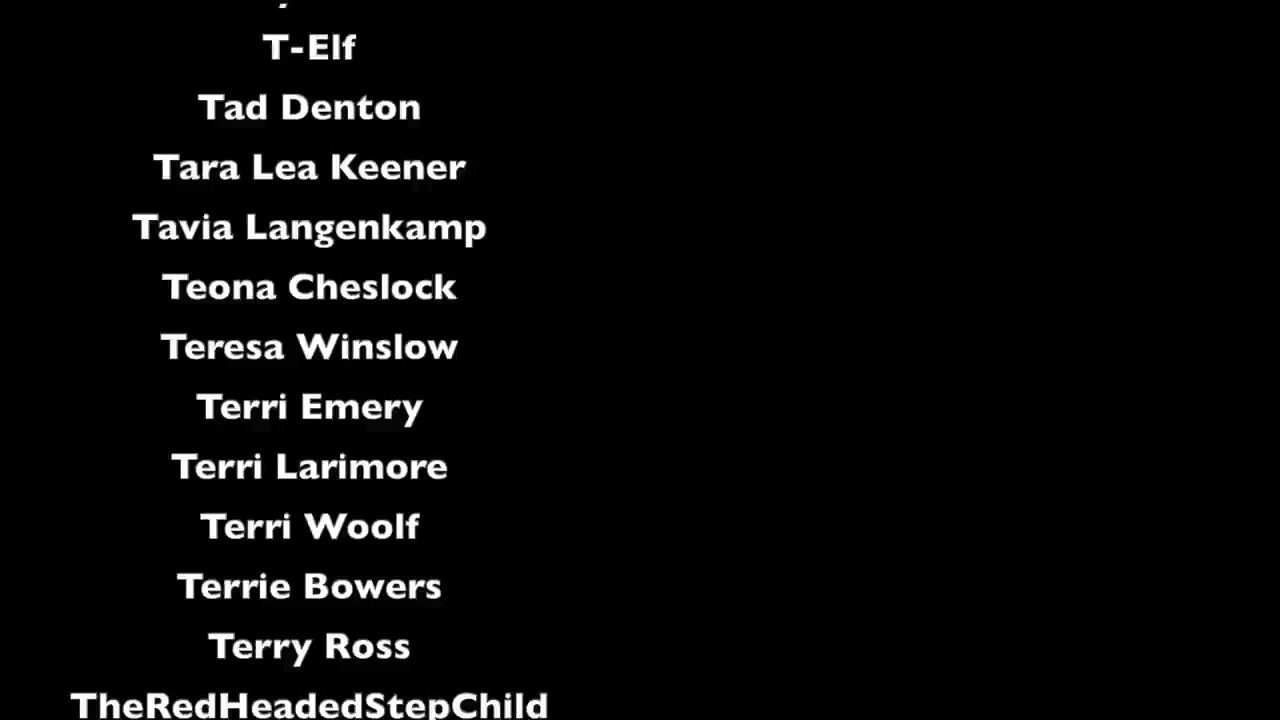 T-Elf
Tad Denton
Tara Lea Keener
Tavia Langenkamp
Teona Cheslock
Teresa Winslow
Terri Emery
Terri Larimore
Terri Woolf
Terrie Bowers
Terry Ross
TheRedHeadedStepChild